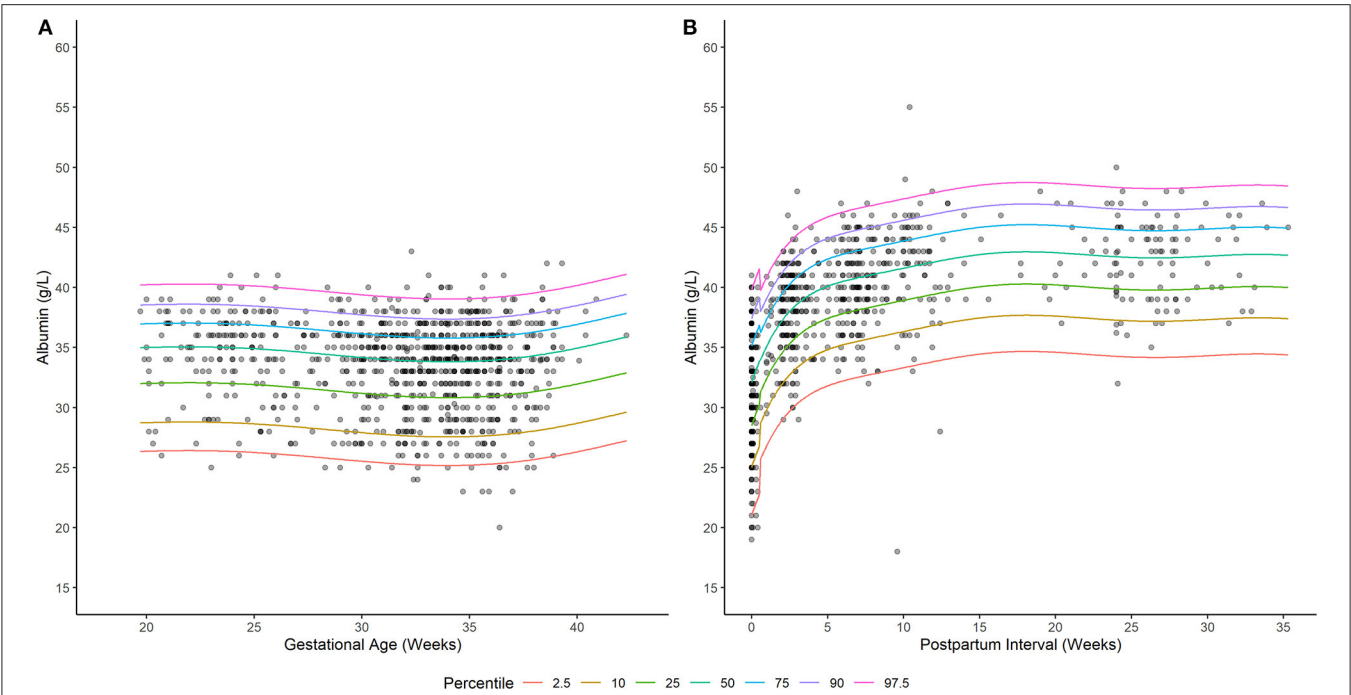 A
60
55
50
45
40
35
30
25
20
15
Albumin (g/L)
20 25 30 35 40
Gestational Age (Weeks)
B
60
55
50
45
40
35
30
25
20
15
Albumin (g/L)
0 5 10 15 20 25 30 35
Postpartum Interval (Weeks)
Percentile 2.5 10 25 50 75 90 97.5